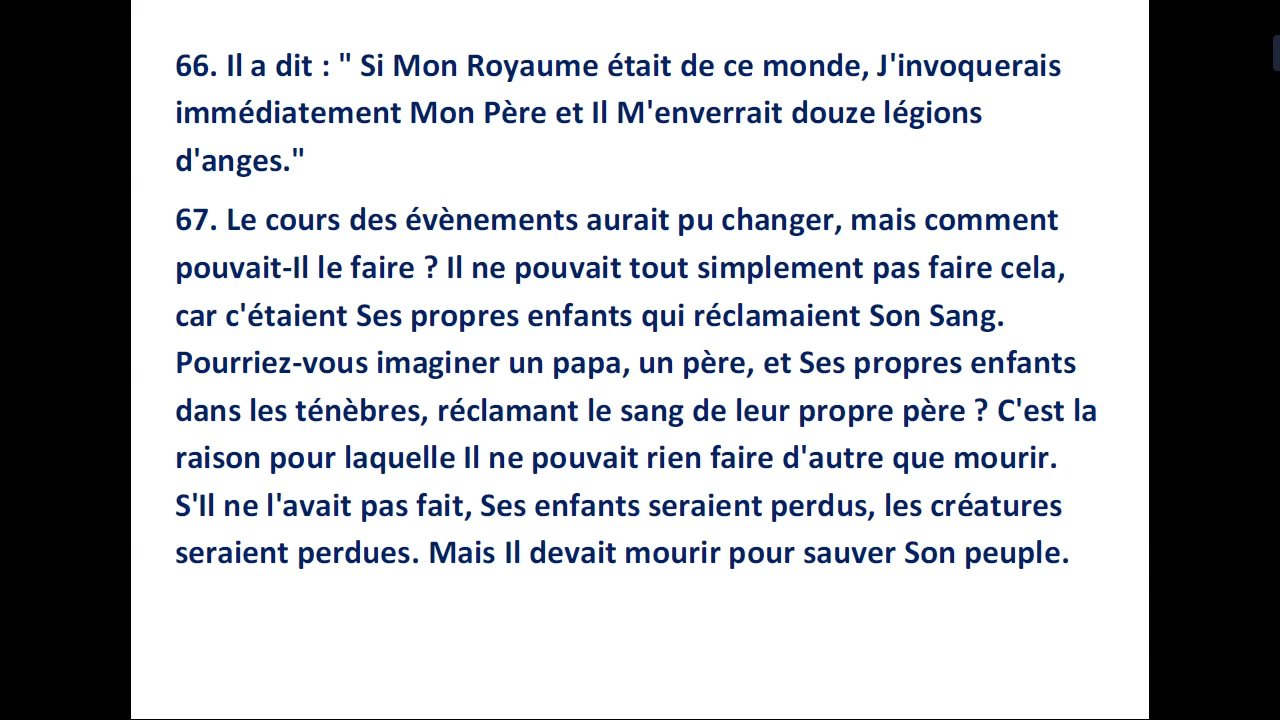 66. Il a dit : " Si Mon Royaume était de ce monde, J'invoquerais
immédiatement Mon Père et Il M'enverrait douze légions
d'anges."
67. Le cours des évènements aurait pu changer, mais comment
pouvait-Il le faire ? Il ne pouvait tout simplement pas faire cela,
car c'étaient Ses propres enfants qui réclamaient Son Sang.
Pourriez-vous imaginer un papa, un père, et Ses propres enfants
dans les ténèbres, réclamant le sang de leur propre père ? C'est la
raison pour laquelle Il ne pouvait rien faire d'autre que mourir.
S'Il ne l'avait pas fait, Ses enfants seraient perdus, les créatures
seraient perdues. Mais Il devait mourir pour sauver Son peuple.